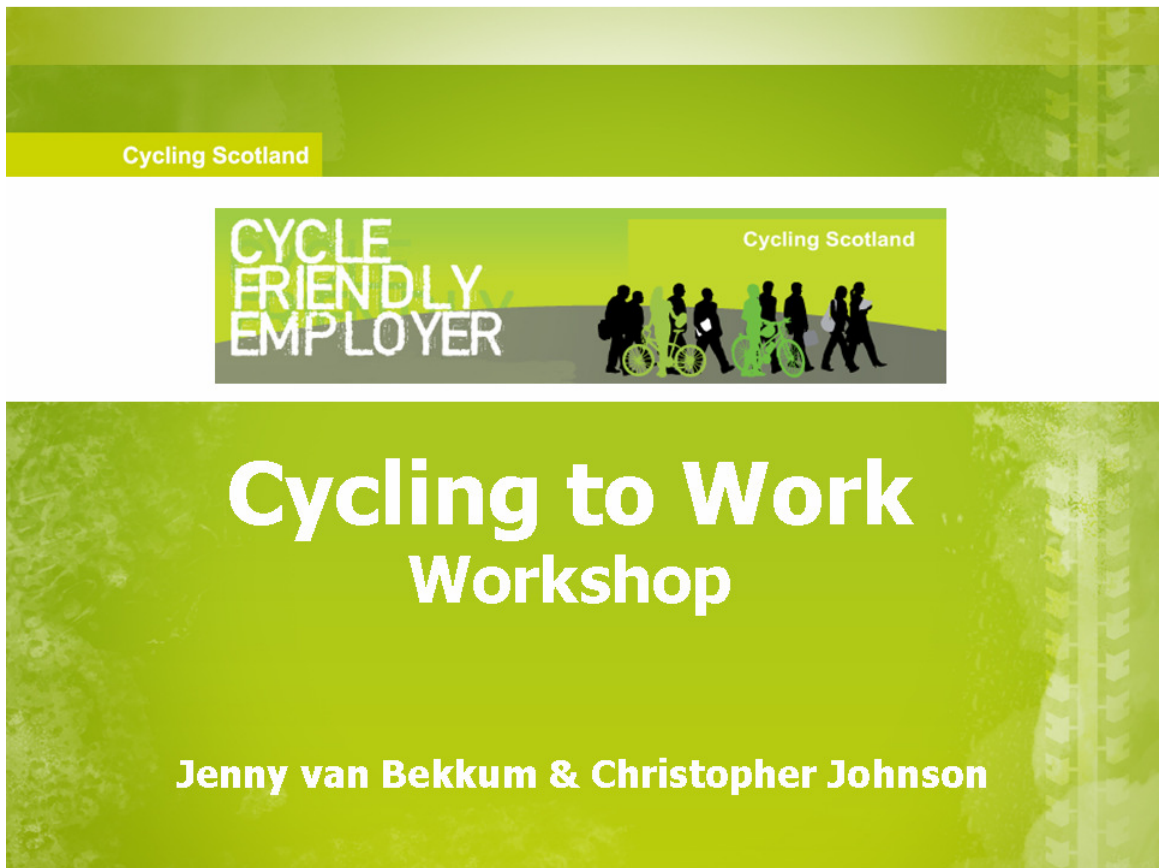 Cycling Scotland
CYCLE
FRIENDLY
EMPLOYER
Cycling Scotland
Cycling to Work
Workshop
Jenny van Bekkum & Christopher Johnson